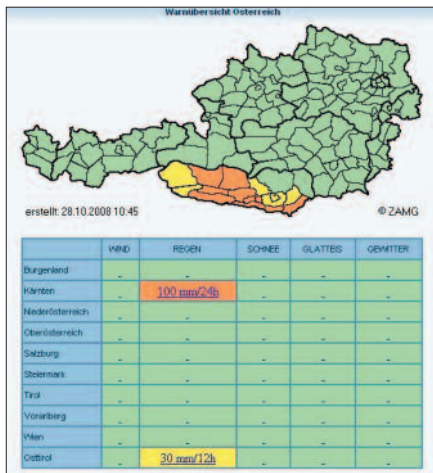 Warnübersicht Österreich
erstellt: 28.10.2008 10:45
© ZAMG
WIND REGEN SCHNEE GLATTEIS GEWITTER
Burgenland - - - - -
Kärnten - 100 mm/24h - - -
Niederösterreich - - - - -
Oberösterreich - - - - -
Salzburg - - - - -
Steiermark - - - - -
Tirol - - - - -
Vorarlberg - - - - -
Wien - - - - -
Osttirol - 30 mm/12h - - -